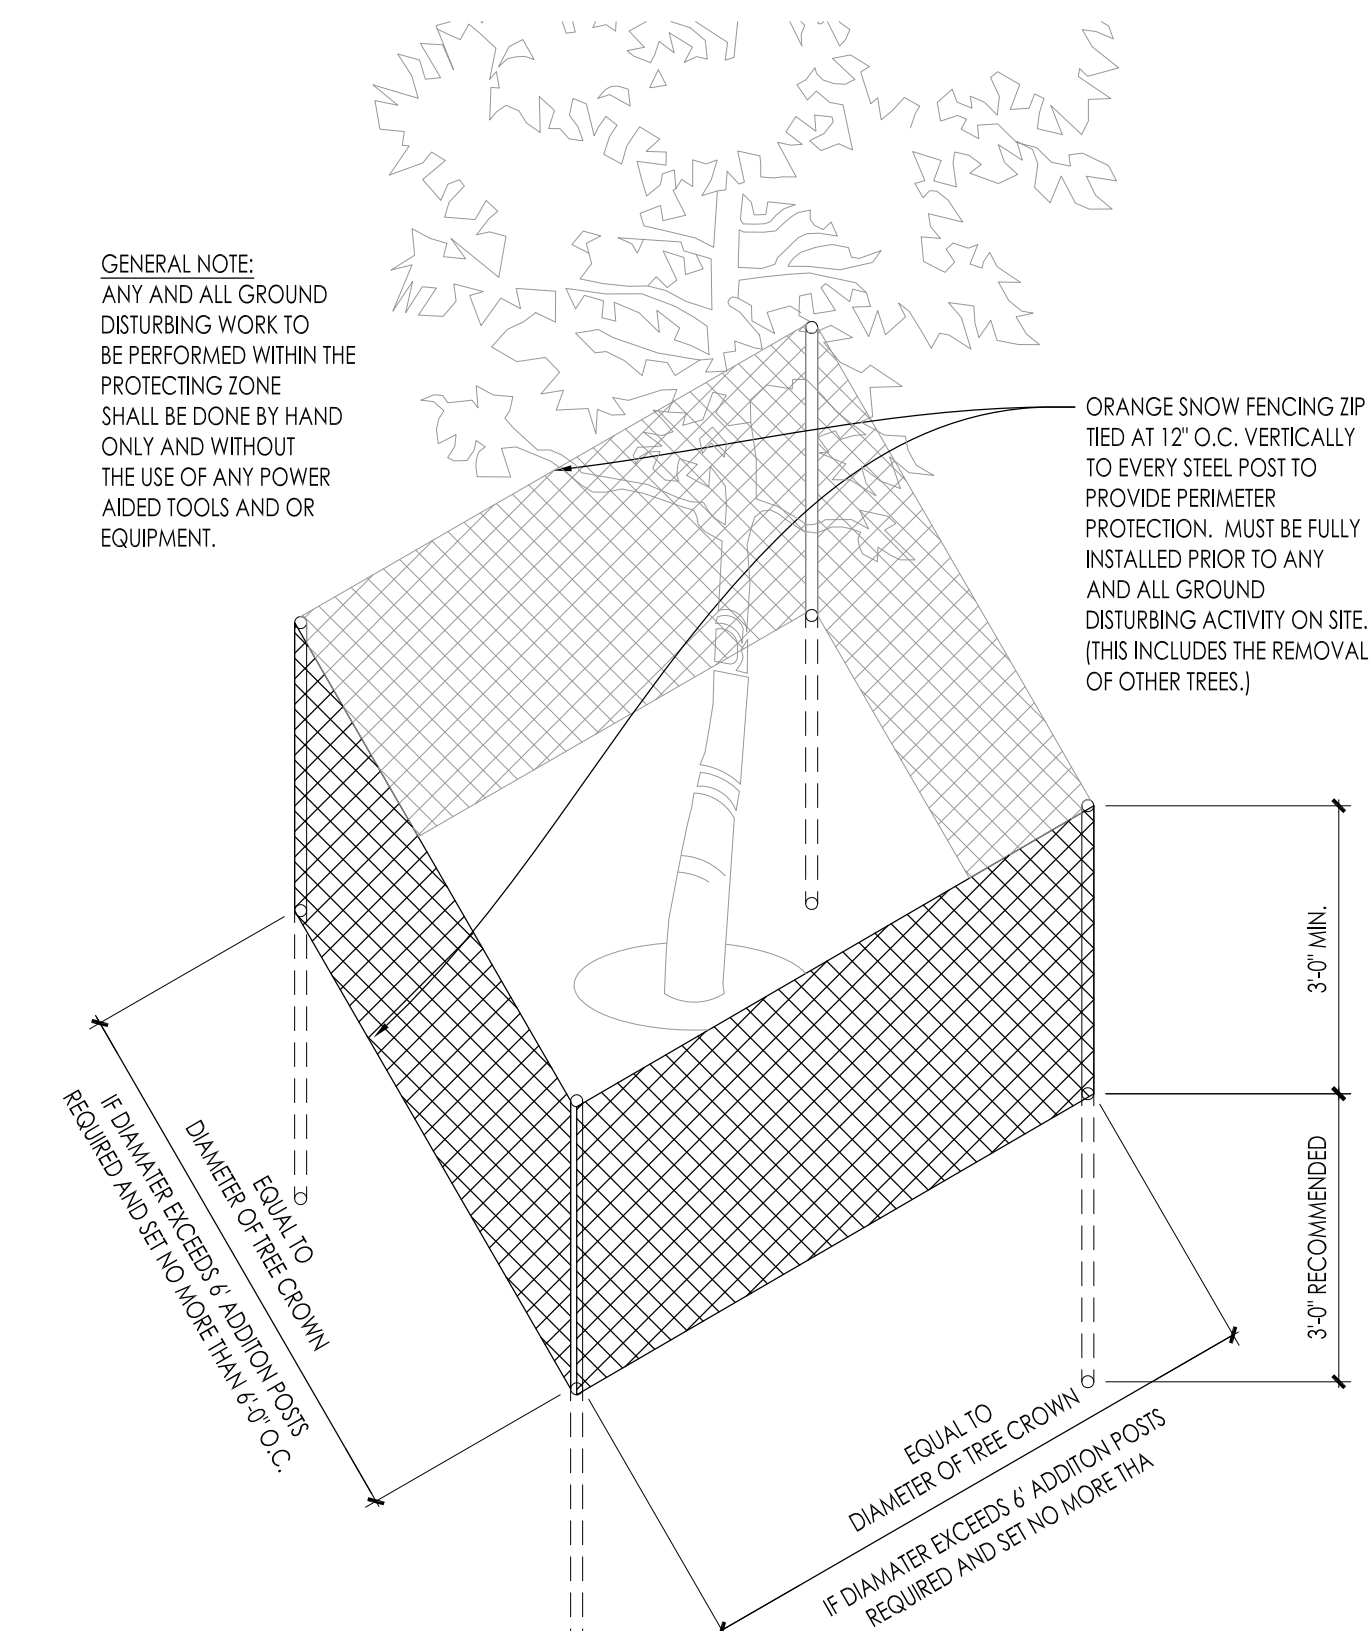 GENERAL NOTE:
ANY AND ALL GROUND
DISTURBING WORK TO
BE PERFORMED WITHIN THE
PROTECTING ZONE
SHALL BE DONE BY HAND
ONLY AND WITHOUT
THE USE OF ANY POWER
AIDED TOOLS AND OR
EQUIPMENT.
ORANGE SNOW FENCING ZIP
TIED AT 12" O.C. VERTICALLY
TO EVERY STEEL POST TO
PROVIDE PERIMETER
PROTECTION. MUST BE FULLY
INSTALLED PRIOR TO ANY
AND ALL GROUND
DISTURBING ACTIVITY ON SITE.
(THIS INCLUDES THE REMOVAL
OF OTHER TREES.)
3'-0" MIN.
3'-0" RECOMMENDED
EQUAL TO
DIAMETER OF TREE CROWN
IF DIAMATER EXCEEDS 6' ADDITON POSTS
REQUIRED AND SET NO MORE THAN 6'-0" O.C.
EQUAL TO
DIAMETER OF TREE CROWN
IF DIAMATER EXCEEDS 6' ADDITON POSTS
REQUIRED AND SET NO MORE THA